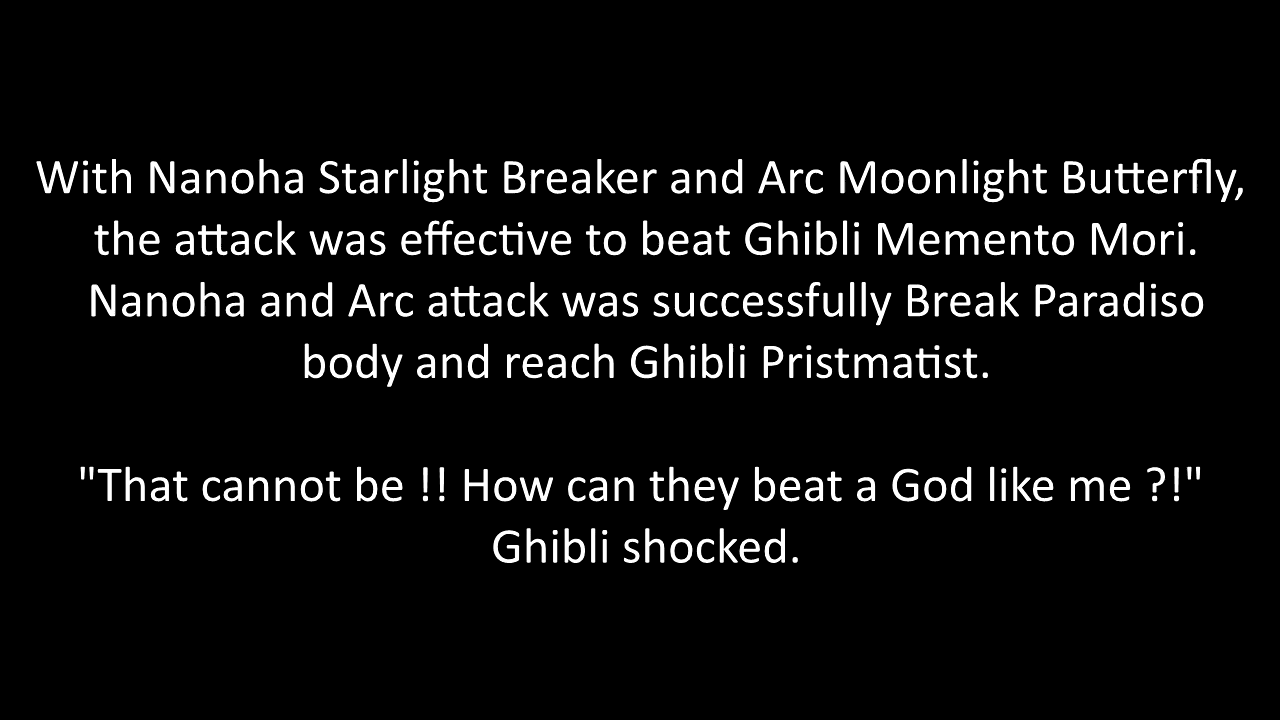 With Nanoha Starlight Breaker and Arc Moonlight Butterfly,
the attack was effective to beat Ghibli Memento Mori.
Nanoha and Arc attack was successfully Break Paradiso
body and reach Ghibli Pristmatist.
"That cannot be !! How can they beat a God like me ?!"
Ghibli shocked.